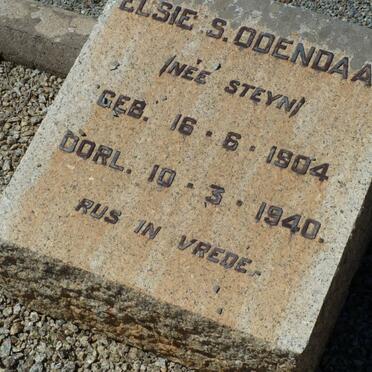 ELSIE S. ODENDAA
(NÉE STEYN)
GEB. 16·6·1904
OORL. 10·3·1940.
RUS IN VREDE.